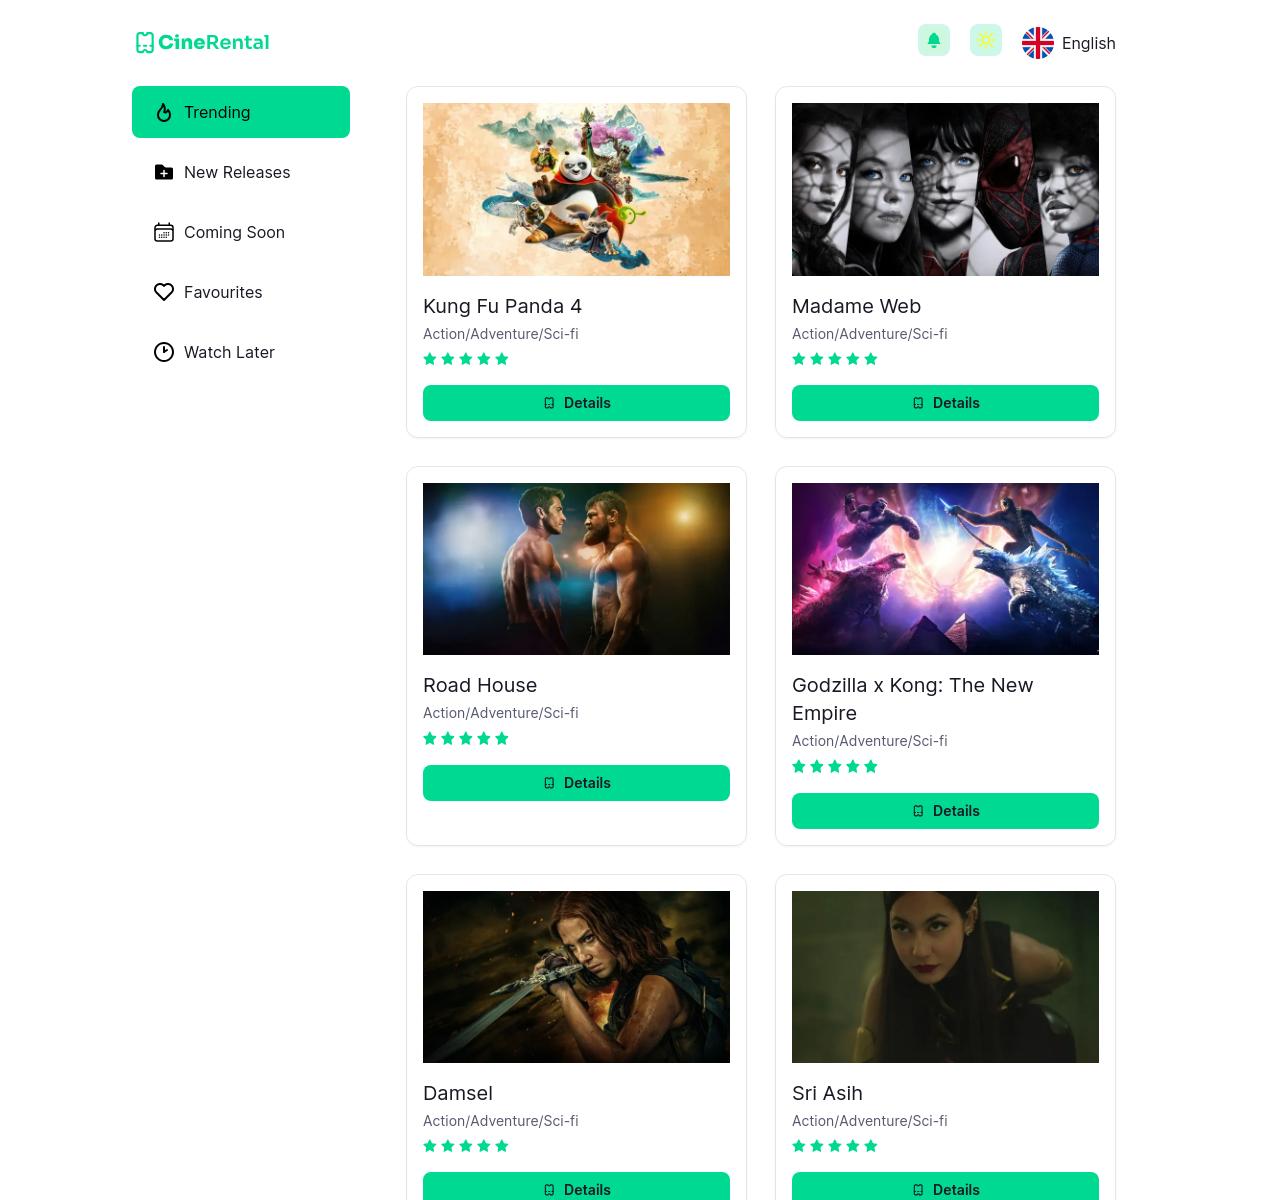 CineRental
English
Trending
New Releases
Coming Soon
Favourites
Watch Later
Kung Fu Panda 4
Action/Adventure/Sci-fi
Details
Madame Web
Action/Adventure/Sci-fi
Details
Road House
Action/Adventure/Sci-fi
Details
Godzilla x Kong: The New
Empire
Action/Adventure/Sci-fi
Details
Damsel
Action/Adventure/Sci-fi
Details
Sri Asih
Action/Adventure/Sci-fi
Details